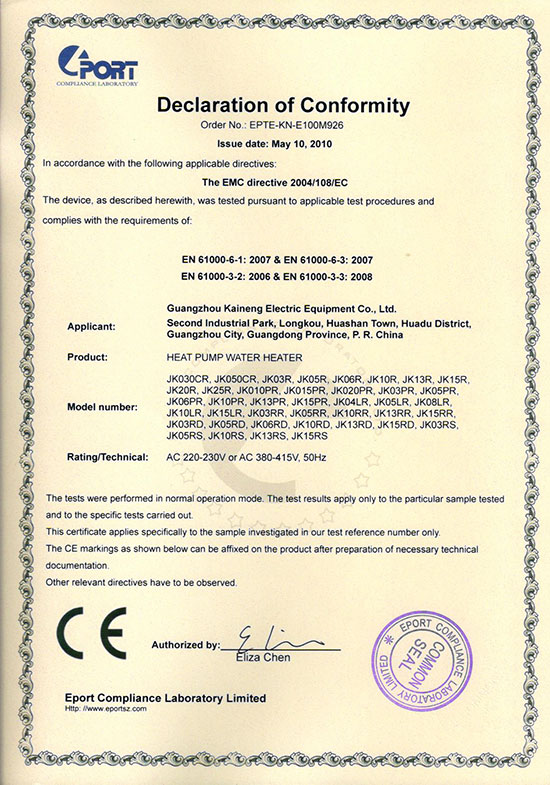 EPORT
COMPLIANCE LABORATORY
Declaration of Conformity
Order No.: EPTE-KN-E100M926
Issue date: May 10, 2010
In accordance with the following applicable directives:
The EMC directive 2004/108/EC
The device, as described herewith, was tested pursuant to applicable test procedures and
complies with the requirements of:
EN 61000-6-1: 2007 & EN 61000-6-3: 2007
EN 61000-3-2: 2006 & EN 61000-3-3: 2008
Applicant:
Guangzhou Kaineng Electric Equipment Co., Ltd.
Second Industrial Park, Longkou, Huashan Town, Huadu District,
Guangzhou City, Guangdong Province, P. R. China
Product:
HEAT PUMP WATER HEATER
Model number:
JK030CR, JK050CR, JK03R, JK05R, JK06R, JK10R, JK13R, JK15R,
JK20R, JK25R, JK010PR, JK015PR, JK020PR, JK03PR, JK05PR,
JK06PR, JK10PR, JK13PR, JK15PR, JK04LR, JK05LR, JK08LR,
JK10LR, JK15LR, JK03RR, JK05RR, JK10RR, JK13RR, JK15RR,
JK03RD, JK05RD, JK06RD, JK10RD, JK13RD, JK15RD, JK03RS,
JK05RS, JK10RS, JK13RS, JK15RS
Rating/Technical:
AC 220-230V or AC 380-415V, 50Hz
The tests were performed in normal operation mode. The test results apply only to the particular sample tested
and to the specific tests carried out.
This certificate applies specifically to the sample investigated in our test reference number only.
The CE markings as shown below can be affixed on the product after preparation of necessary technical
documentation.
Other relevant directives have to be observed.
CE
Authorized by:
Eliza Chen
EPORT COMPLIANCE LABORATORY LIMITED
COMMON
SEAL
Eport Compliance Laboratory Limited
Http: //www.eportsz.com